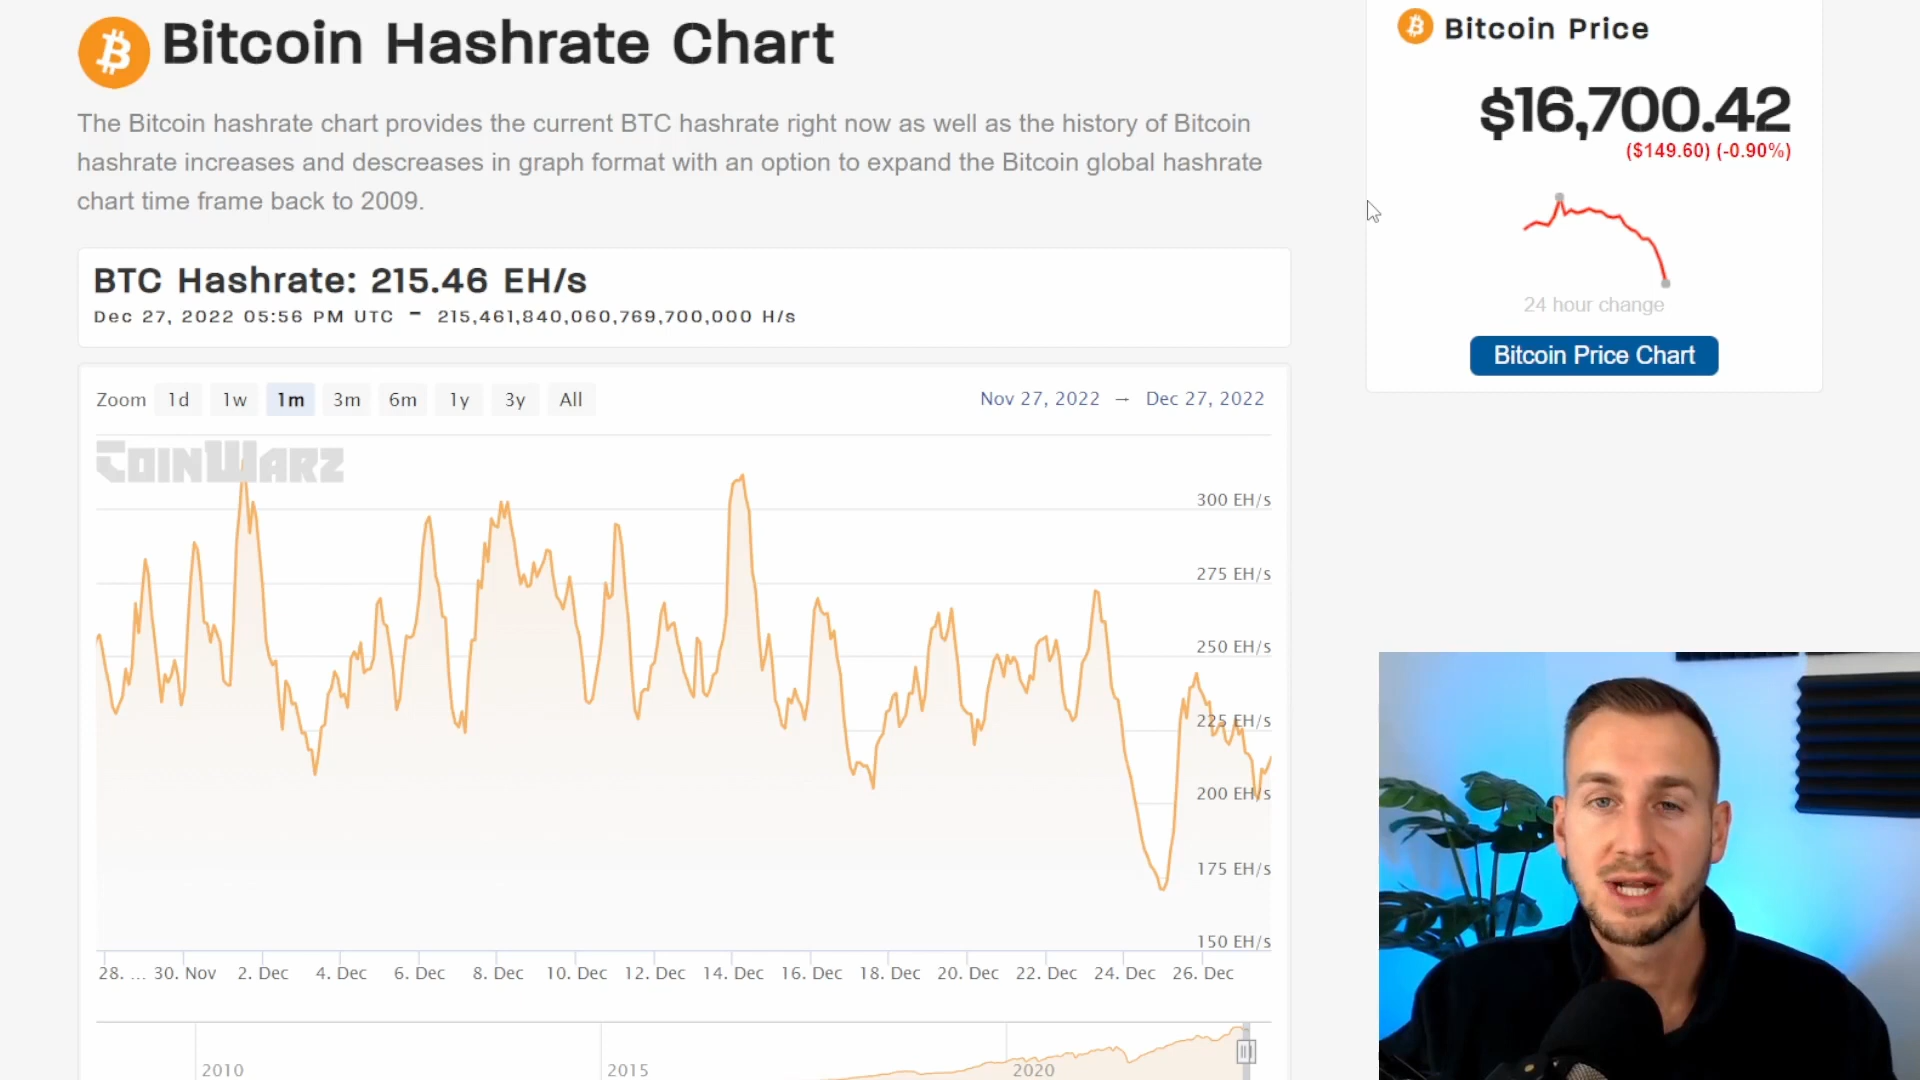 Bitcoin Hashrate Chart
The Bitcoin hashrate chart provides the current BTC hashrate right now as well as the history of Bitcoin
hashrate increases and descreases in graph format with an option to expand the Bitcoin global hashrate
chart time frame back to 2009.
BTC Hashrate: 215.46 EH/s
Dec 27, 2022 05:56 PM UTC - 215,461,840,060,769,700,000 H/s
Zoom 1d 1w 1m 3m 6m 1y 3y All
Nov 27, 2022 → Dec 27, 2022
COINWARZ
300 EH/s
275 EH/s
250 EH/s
225 EH/s
200 EH/s
175 EH/s
150 EH/s
28. ... 30. Nov 2. Dec 4. Dec 6. Dec 8. Dec 10. Dec 12. Dec 14. Dec 16. Dec 18. Dec 20. Dec 22. Dec 24. Dec 26. Dec
2010 2015 2020
Bitcoin Price
$16,700.42
($149.60) (-0.90%)
24 hour change
Bitcoin Price Chart